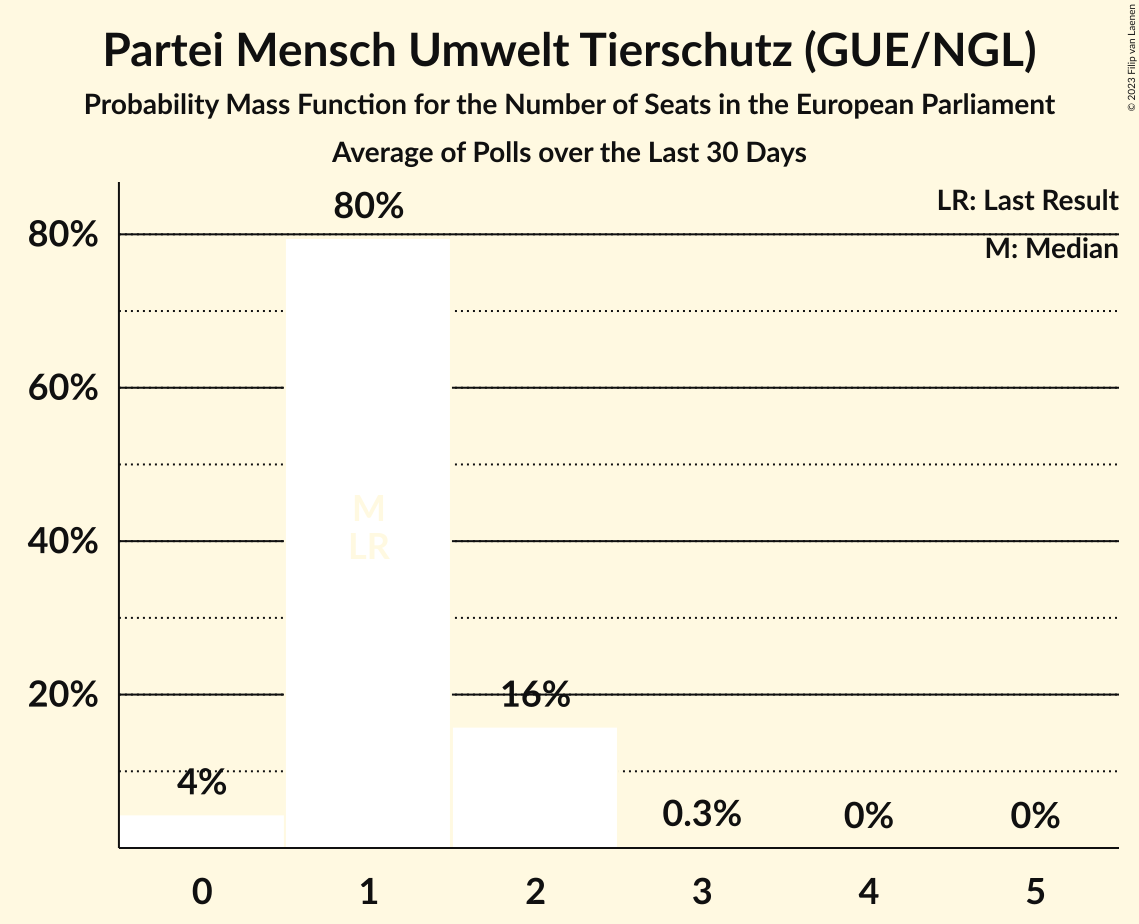 Partei Mensch Umwelt Tierschutz (GUE/NGL)
Probability Mass Function for the Number of Seats in the European Parliament
Average of Polls over the Last 30 Days
© 2023 Filip van Laenen
LR: Last Result
M: Median
80%
60%
40%
20%
4%
80%
M
LR
16%
0.3%
0%
0%
0 1 2 3 4 5